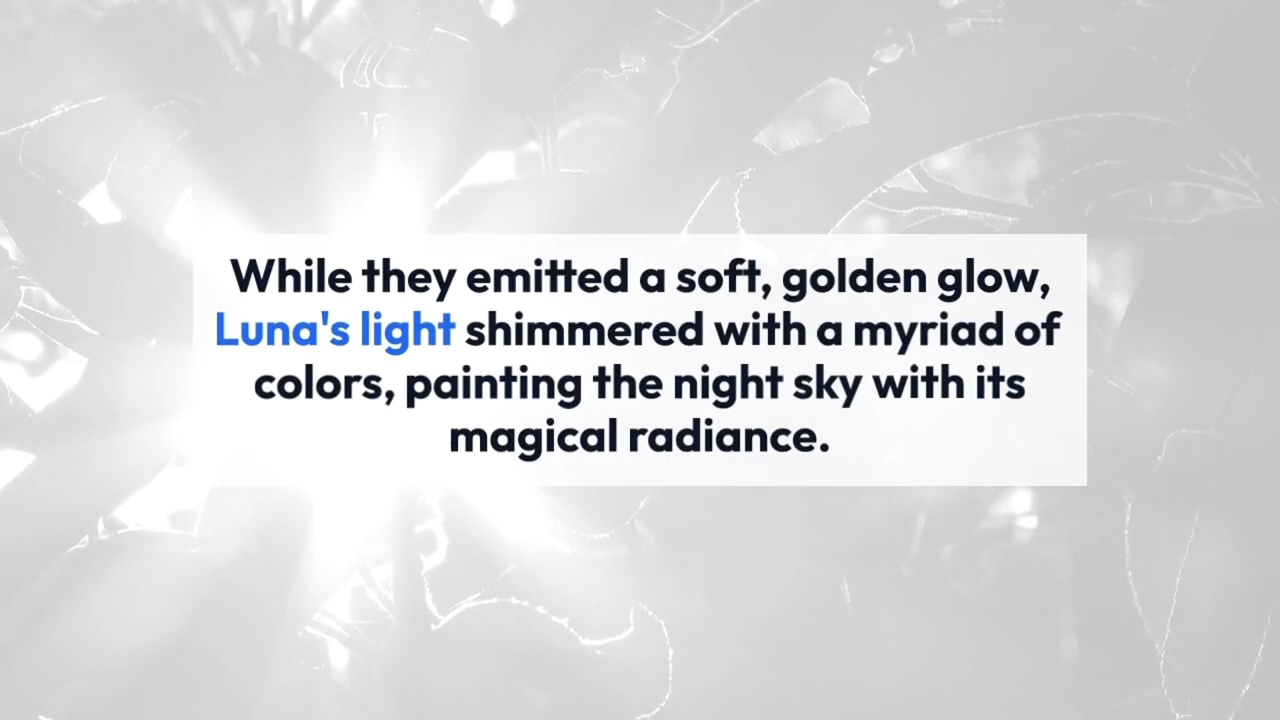 While they emitted a soft, golden glow,
Luna's light shimmered with a myriad of
colors, painting the night sky with its
magical radiance.